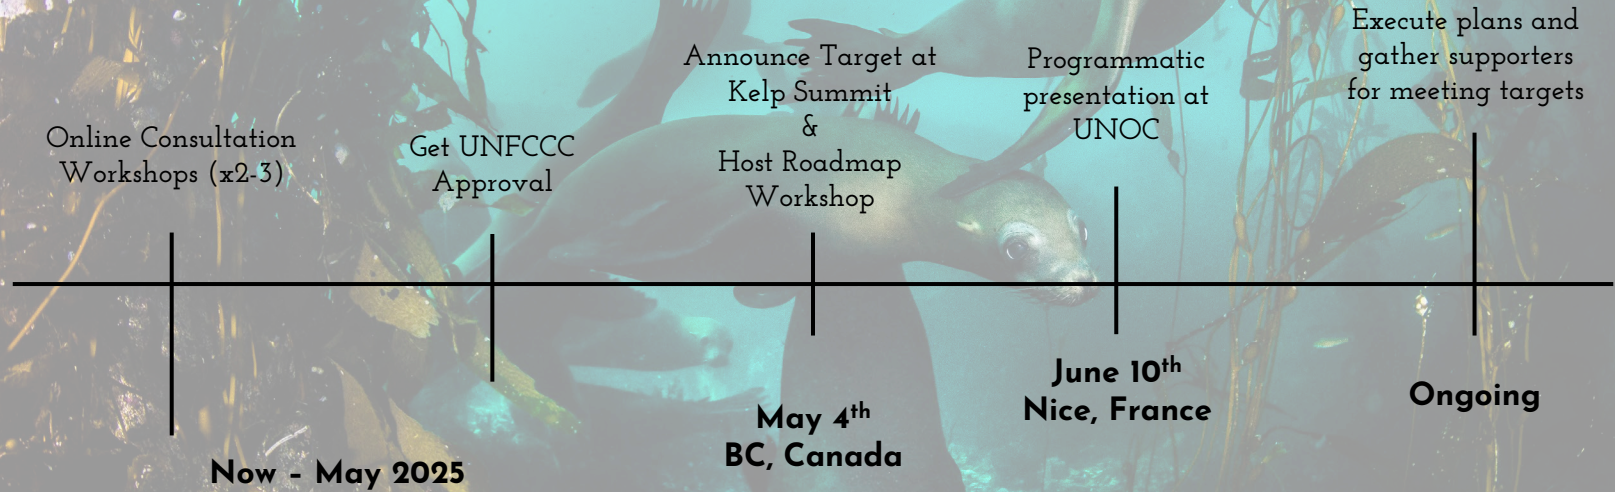 Online Consultation
Workshops (x2-3)
Get UNFCCC
Approval
Announce Target at
Kelp Summit
&
Host Roadmap
Workshop
Programmatic
presentation at
UNOC
Execute plans and
gather supporters
for meeting targets
Now – May 2025
May 4th
BC, Canada
June 10th
Nice, France
Ongoing